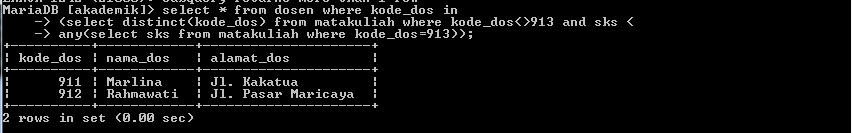 MariaDB [akademik]> select * from dosen where kode_dos in
    -> (select distinct(kode_dos) from matakuliah where kode_dos<>913 and sks <
    -> any(select sks from matakuliah where kode_dos=913));
+----------+-----------+--------------------+
| kode_dos | nama_dos  | alamat_dos         |
+----------+-----------+--------------------+
|      911 | Marlina   | Jl. Kakatua        |
|      912 | Rahmawati | Jl. Pasar Maricaya |
+----------+-----------+--------------------+
2 rows in set (0.00 sec)